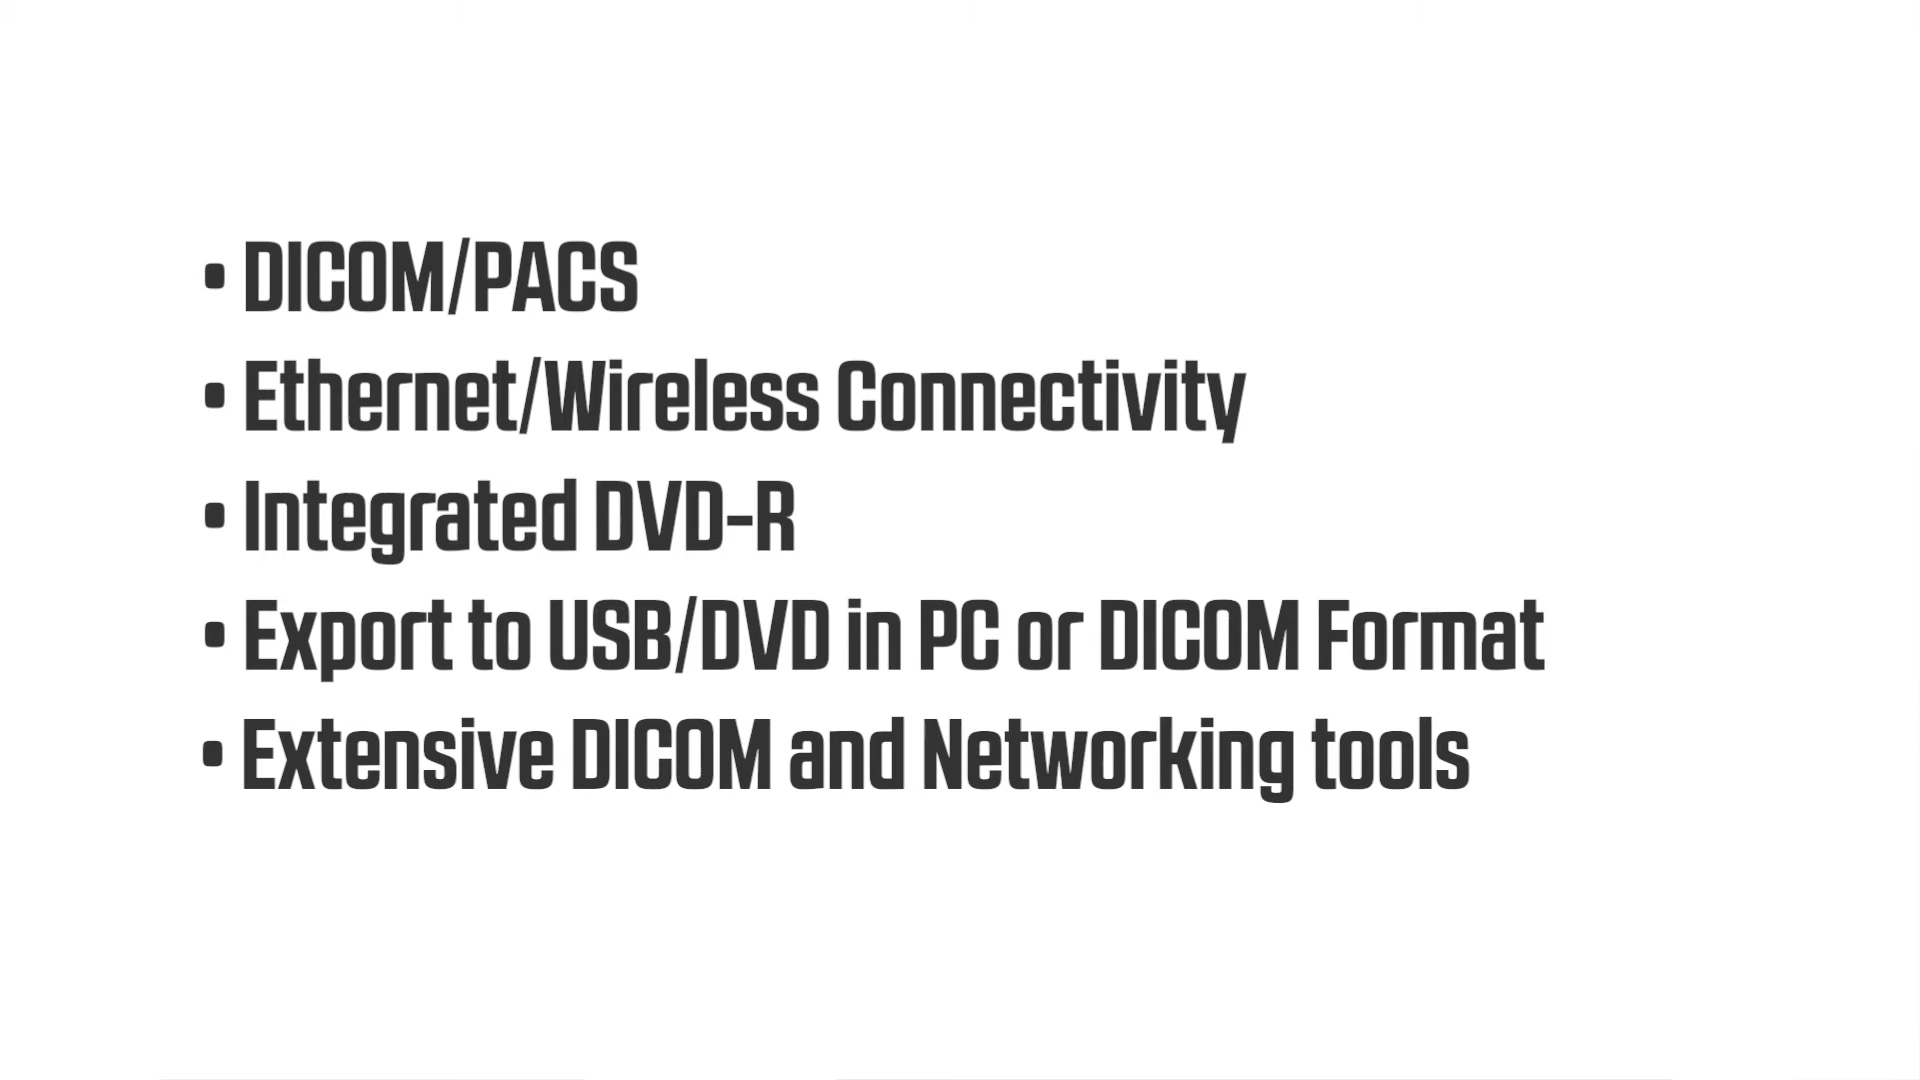 • DICOM/PACS
• Ethernet/Wireless Connectivity
• Integrated DVD-R
• Export to USB/DVD in PC or DICOM Format
• Extensive DICOM and Networking tools